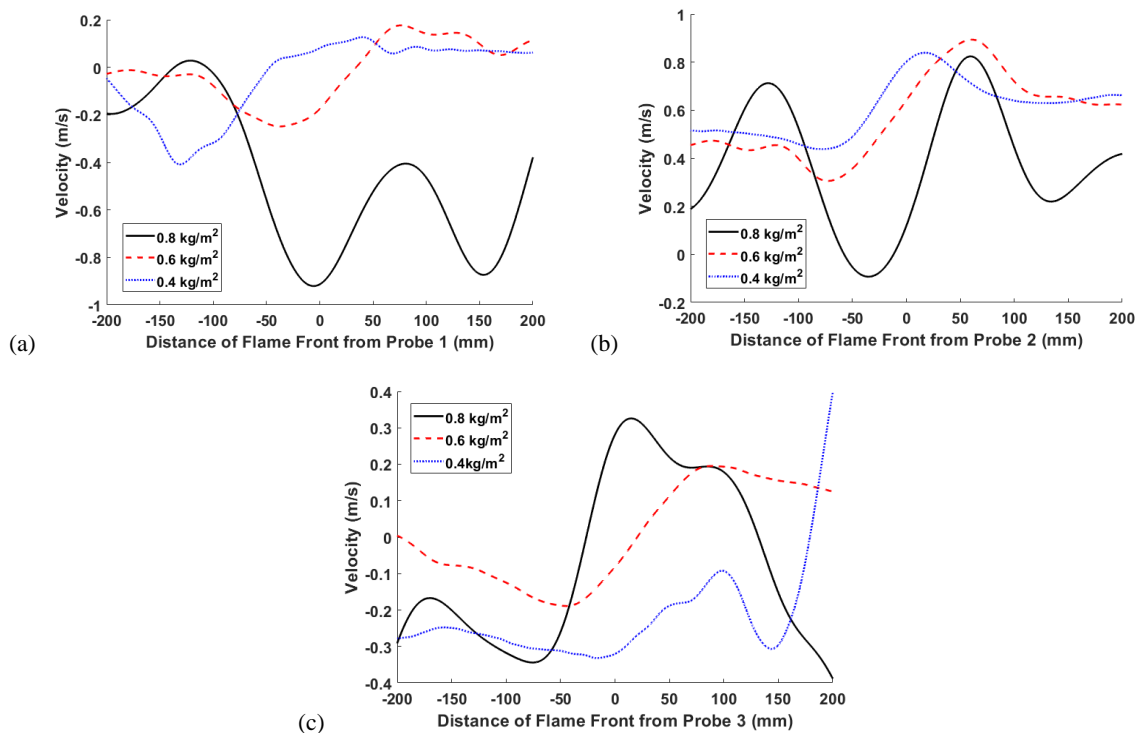 0.2
0
-0.2
-0.4
-0.6
-0.8
-1
Velocity (m/s)
0.8 kg/m²
0.6 kg/m²
0.4 kg/m²
-200 -150 -100 -50 0 50 100 150 200
Distance of Flame Front from Probe 1 (mm)
(a)
1
0.8
0.6
0.4
0.2
0
-0.2
Velocity (m/s)
0.8 kg/m²
0.6 kg/m²
0.4 kg/m²
-200 -150 -100 -50 0 50 100 150 200
Distance of Flame Front from Probe 2 (mm)
(b)
0.4
0.3
0.2
0.1
0
-0.1
-0.2
-0.3
-0.4
Velocity (m/s)
0.8 kg/m²
0.6 kg/m²
0.4kg/m²
-200 -150 -100 -50 0 50 100 150 200
Distance of Flame Front from Probe 3 (mm)
(c)